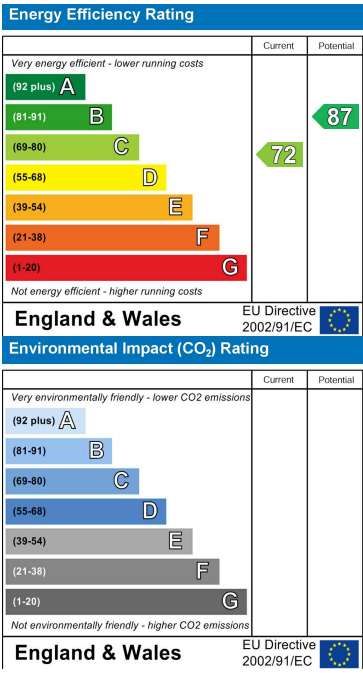 Energy Efficiency Rating
Current Potential
Very energy efficient - lower running costs
(92 plus) A
(81-91) B
(69-80) C
(55-68) D
(39-54) E
(21-38) F
(1-20) G
72
87
Not energy efficient - higher running costs
England & Wales
EU Directive
2002/91/EC
Environmental Impact (CO₂) Rating
Current Potential
Very environmentally friendly - lower CO2 emissions
(92 plus) A
(81-91) B
(69-80) C
(55-68) D
(39-54) E
(21-38) F
(1-20) G
Not environmentally friendly - higher CO2 emissions
England & Wales
EU Directive
2002/91/EC